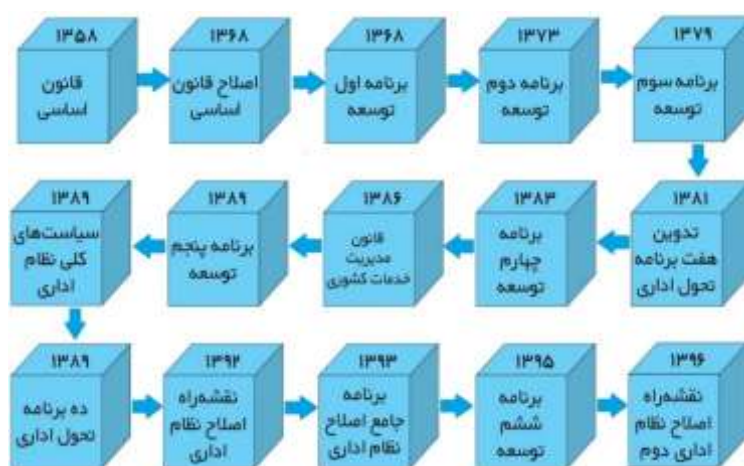 ۱۳۵۸
قانون
اساسی
۱۳۶۸
اصلاح قانون
اساسی
۱۳۶۸
برنامه اول
توسعه
۱۳۷۳
برنامه دوم
توسعه
۱۳۷۹
برنامه سوم
توسعه
۱۳۸۱
تدوین
هفت برنامه
تحول اداری
۱۳۸۳
برنامه
چهارم
توسعه
۱۳۸۶
قانون
مدیریت
خدمات کشوری
۱۳۸۹
برنامه پنجم
توسعه
۱۳۸۹
سیاست‌های
کلی نظام
اداری
۱۳۸۹
ده برنامه
تحول اداری
۱۳۹۲
نقشه‌راه
اصلاح نظام
اداری
۱۳۹۳
برنامه
جامع اصلاح
نظام اداری
۱۳۹۵
برنامه
ششم
توسعه
۱۳۹۶
نقشه‌راه
اصلاح نظام
اداری دوم